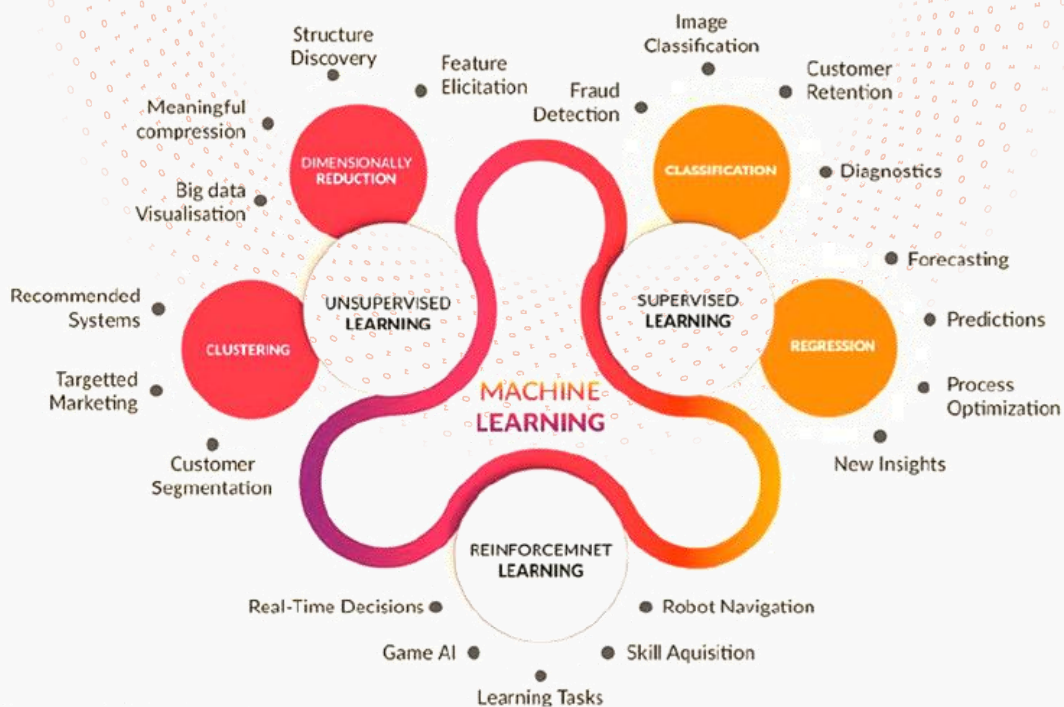 Structure
Discovery
Feature
Elicitation
Meaningful
compression
Big data
Visualisation
DIMENSIONALLY
REDUCTION
Recommended
Systems
Targetted
Marketing
Customer
Segmentation
CLUSTERING
UNSUPERVISED
LEARNING
Image
Classification
Fraud
Detection
Customer
Retention
Diagnostics
CLASSIFICATION
SUPERVISED
LEARNING
Forecasting
Predictions
Process
Optimization
New Insights
REGRESSION
MACHINE
LEARNING
REINFORCEMNET
LEARNING
Real-Time Decisions
Game AI
Learning Tasks
Skill Aquisition
Robot Navigation